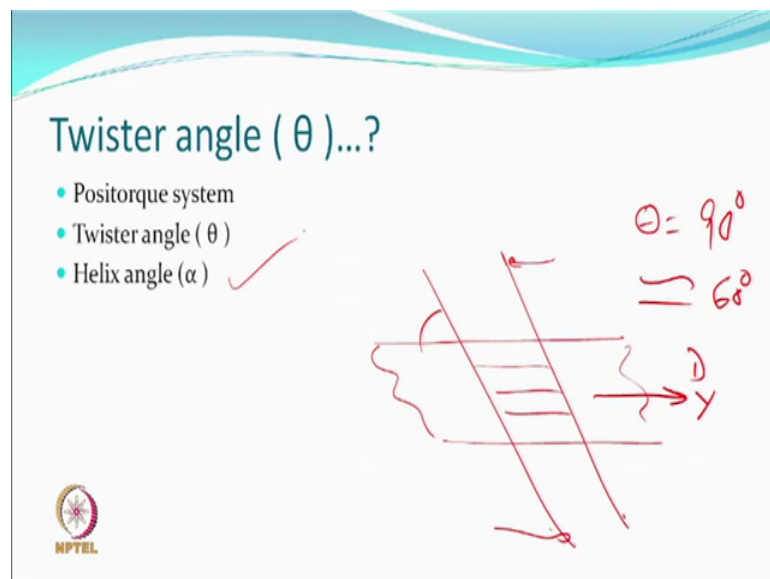 Twister angle ( θ )...?
• Positorque system
• Twister angle ( θ )
• Helix angle (α )
θ = 90°
60°
D
Y
NPTEL